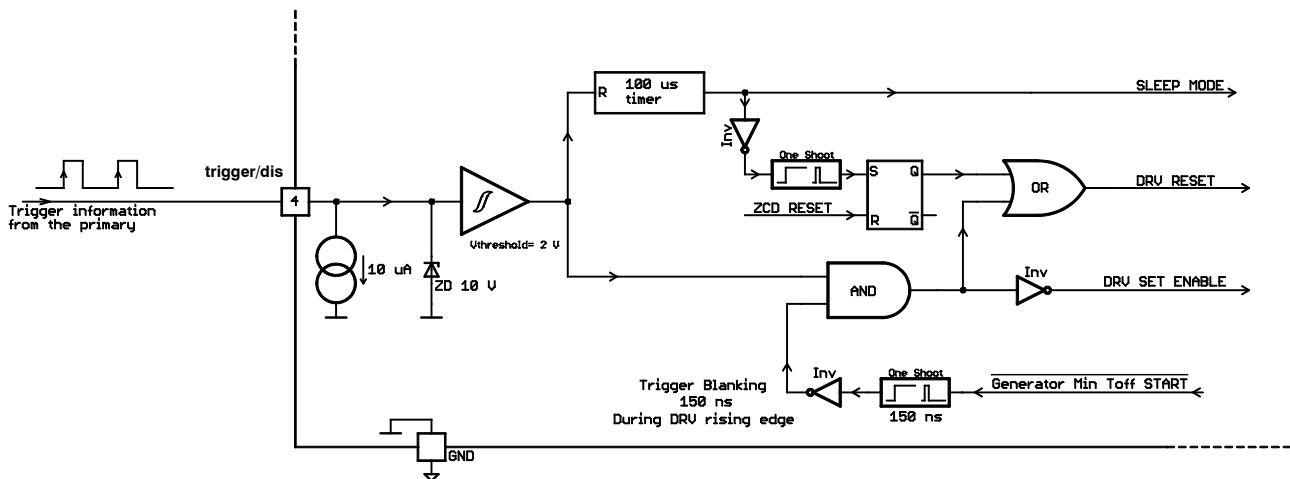 100 us
timer
R
SLEEP MODE
Inv
One Shoot
trigger/dis
4
Trigger information
from the primary
S Q
R Q
ZCD RESET
OR
DRV RESET
Vthreshold= 2 V
10 uA
ZD 10 V
AND
Inv
DRV SET ENABLE
Trigger Blanking
150 ns
During DRV rising edge
Inv
One Shoot
150 ns
Generator Min Toff START
GND